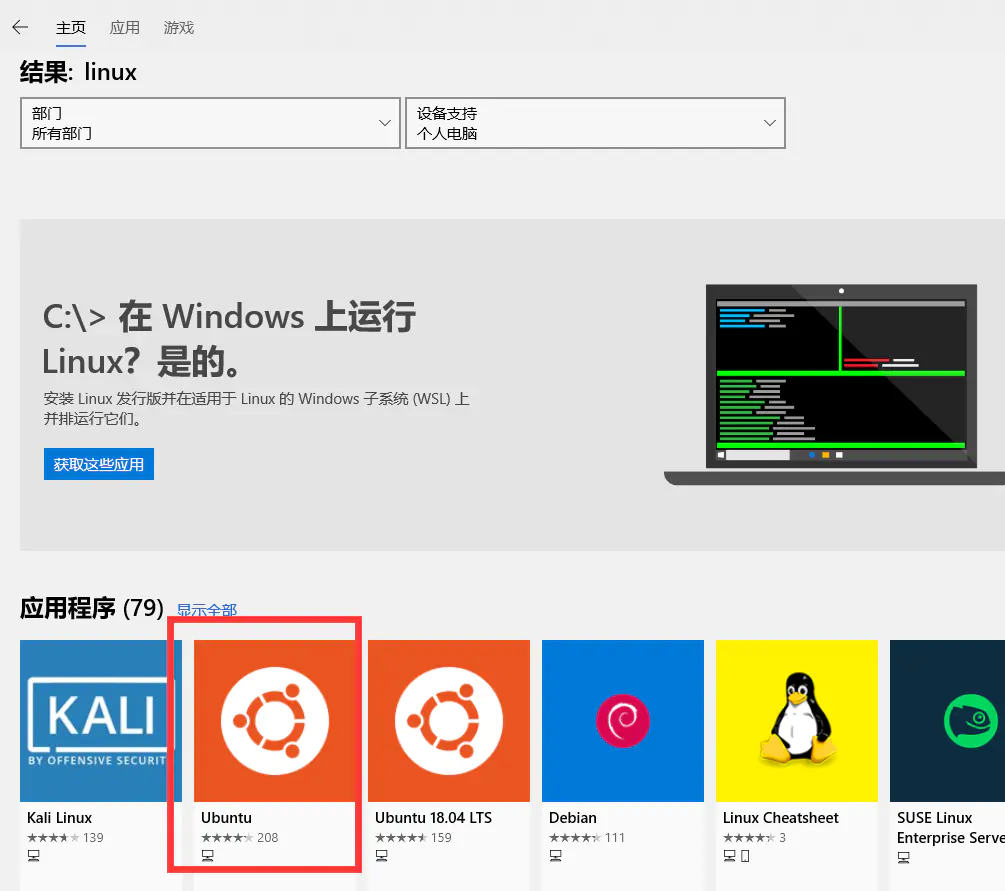 主页 应用 游戏
结果: linux
部门
所有部门
设备支持
个人电脑
C:\> 在 Windows 上运行
Linux？是的。
安装 Linux 发行版并在适用于 Linux 的 Windows 子系统 (WSL) 上
并排运行它们。
获取这些应用
应用程序 (79) 显示全部
KALI
BY OFFENSIVE SECURIT
Kali Linux
139
Ubuntu
208
Ubuntu 18.04 LTS
159
Debian
111
Linux Cheatsheet
3
SUSE Linux
Enterprise Serve